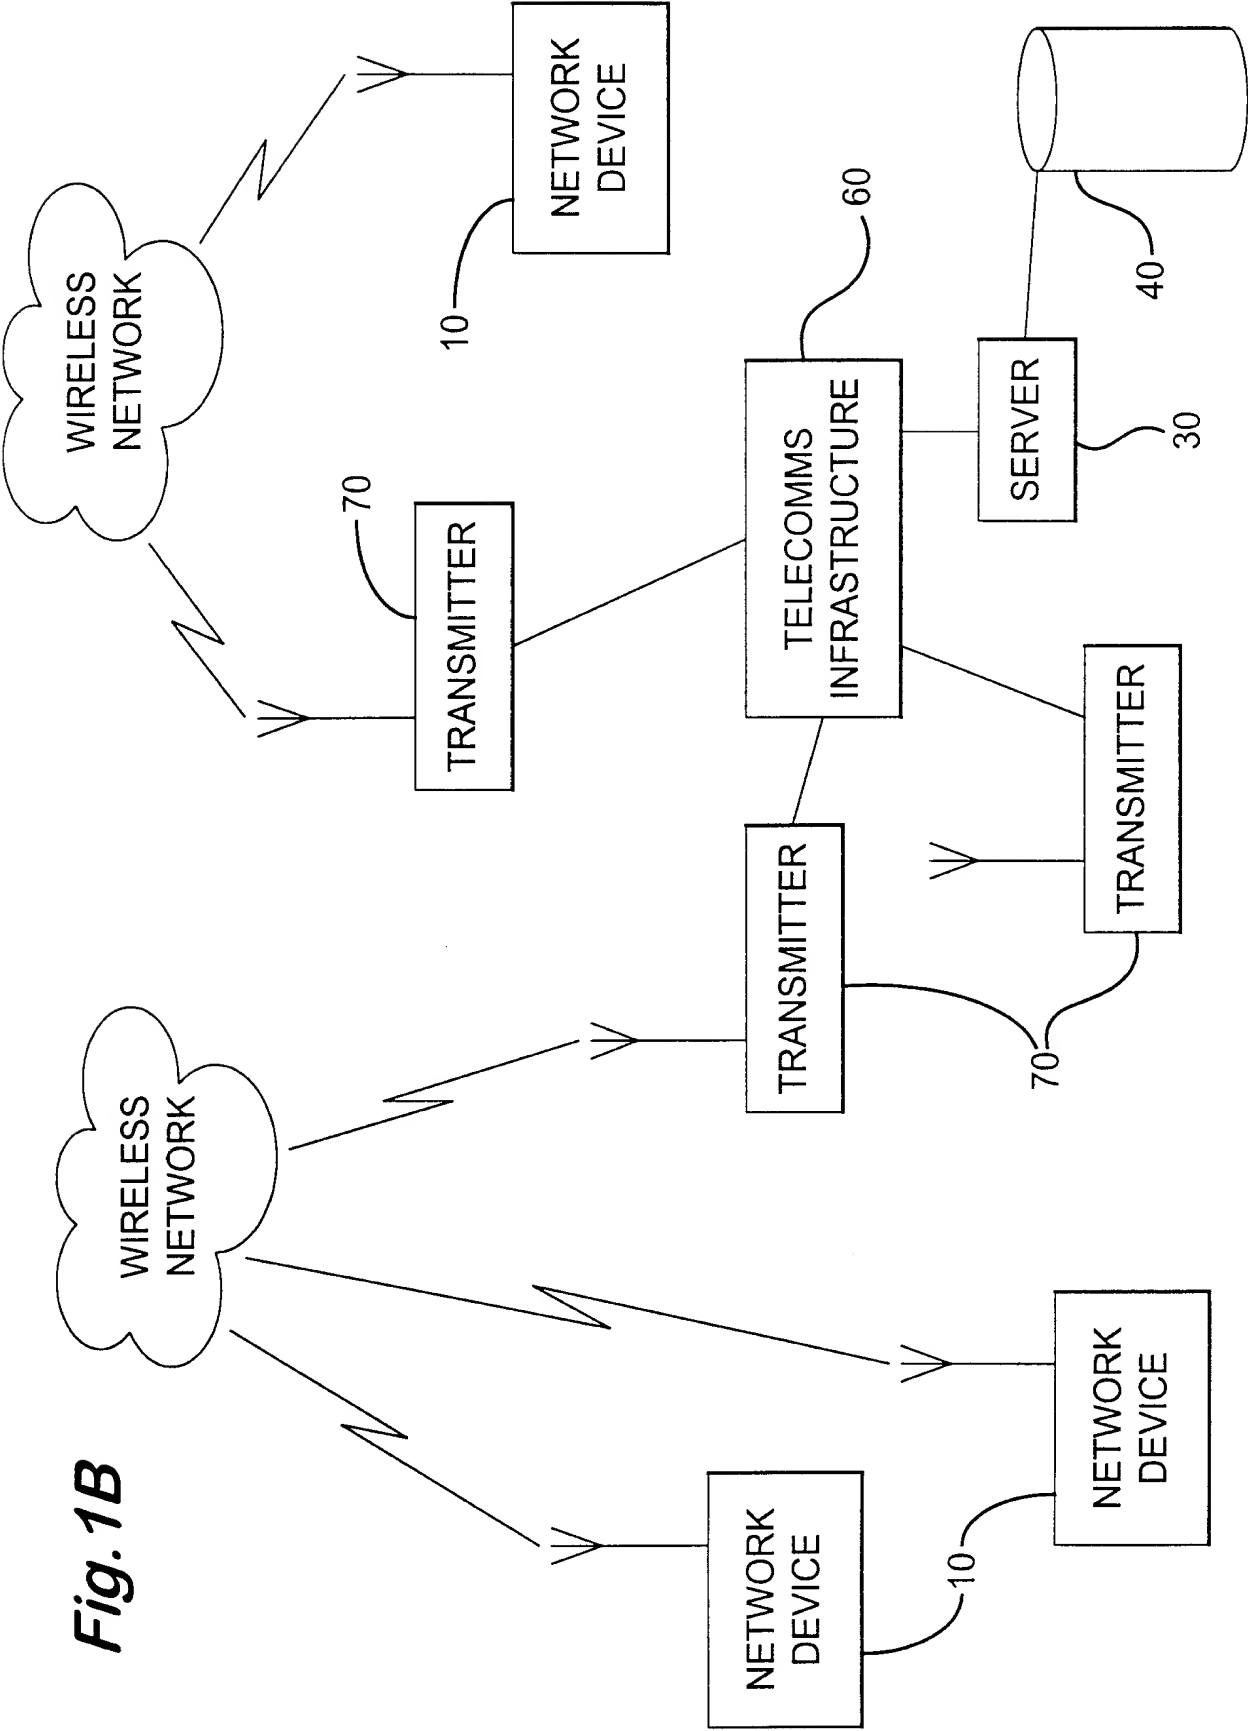 Fig. 1B
WIRELESS
NETWORK
WIRELESS
NETWORK
TRANSMITTER
70
10
NETWORK
DEVICE
NETWORK
DEVICE
10
NETWORK
DEVICE
TRANSMITTER
70
TRANSMITTER
TELECOMMS
INFRASTRUCTURE
60
SERVER
30
40